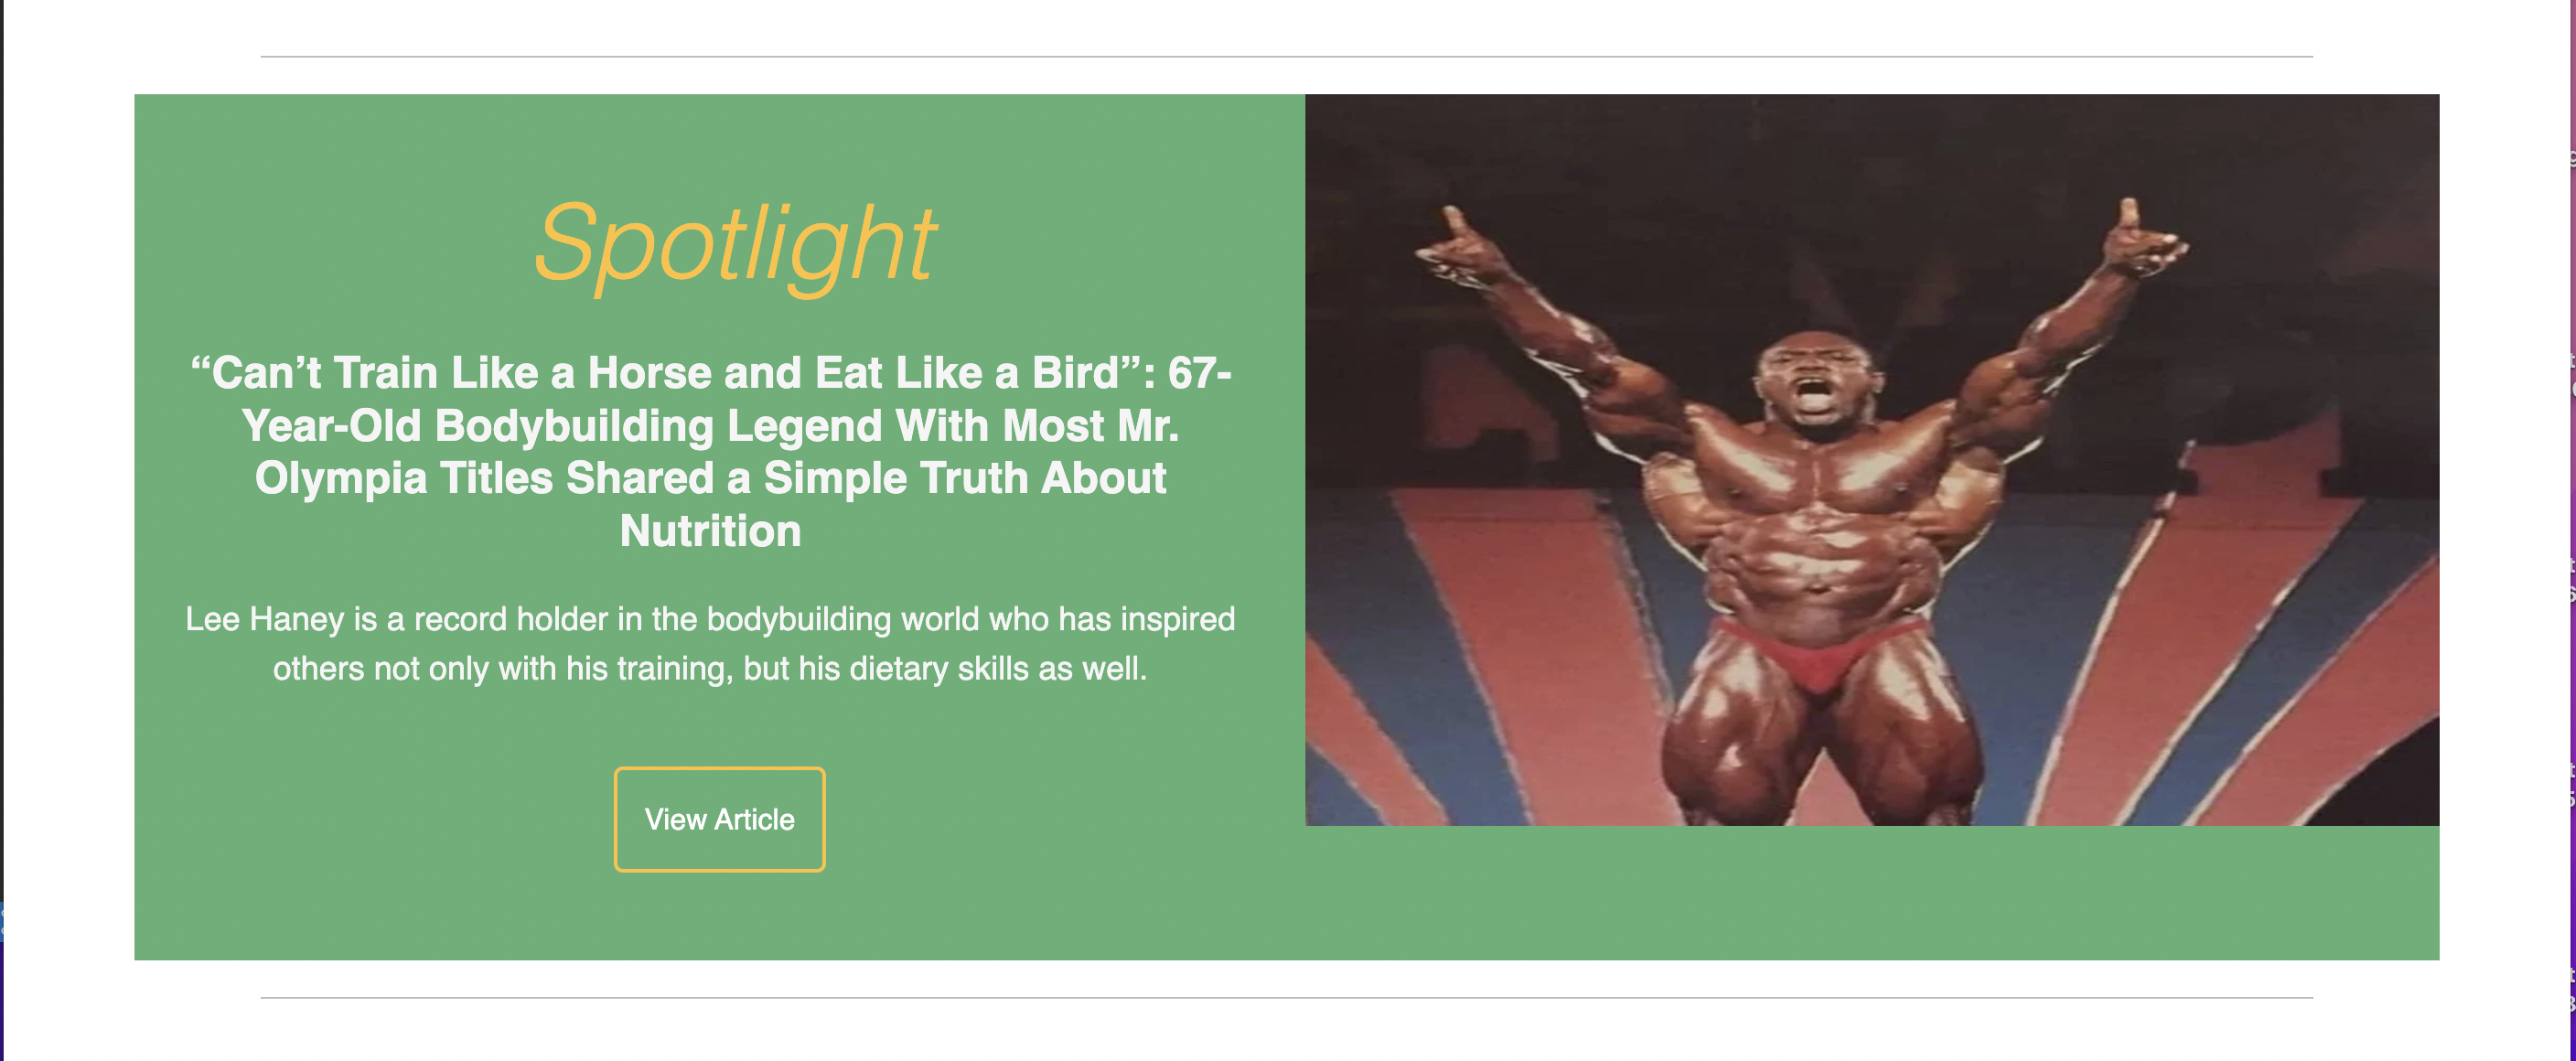 Spotlight
“Can’t Train Like a Horse and Eat Like a Bird”: 67-
Year-Old Bodybuilding Legend With Most Mr.
Olympia Titles Shared a Simple Truth About
Nutrition
Lee Haney is a record holder in the bodybuilding world who has inspired
others not only with his training, but his dietary skills as well.
View Article